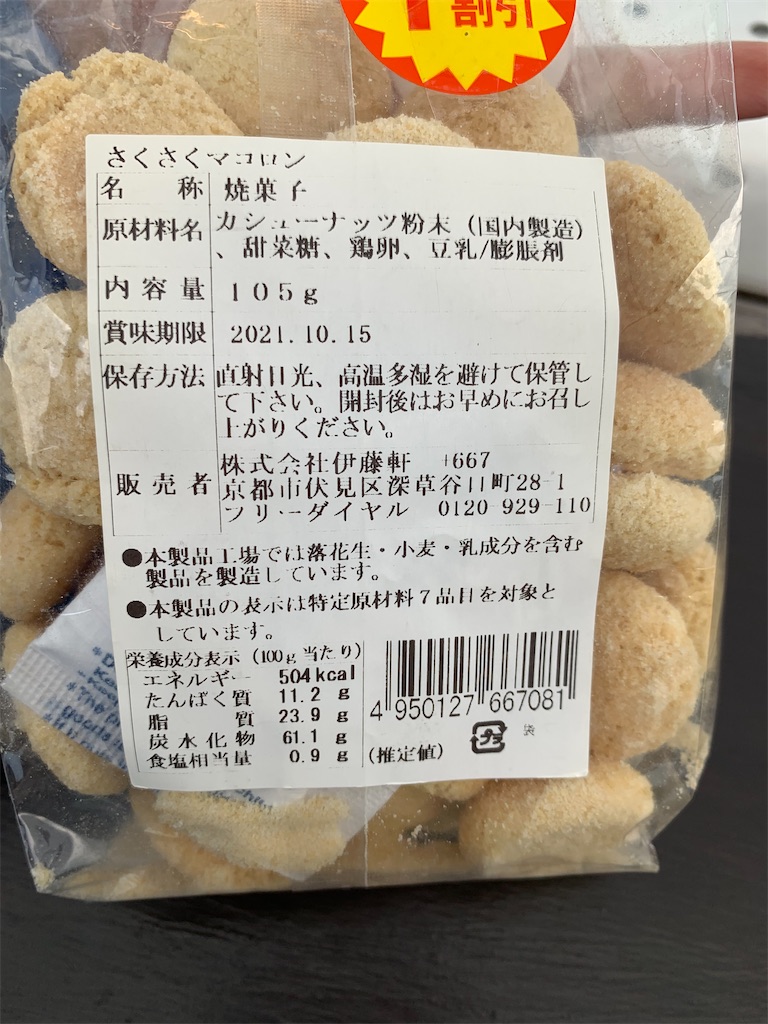 割引
さくさくマコロン
名称 焼菓子
原材料名 カシューナッツ粉末(国内製造)
、甜菜糖、鶏卵、豆乳/膨脹剤
内容量 105g
賞味期限 2021.10.15
保存方法 直射日光、高温多湿を避けて保管し
て下さい。開封後はお早めにお召し
上がりください。
販売者 株式会社伊藤軒 +667
京都市伏見区深草谷口町28-1
フリーダイヤル 0120-929-110
●本製品工場では落花生・小麦・乳成分を含む
製品を製造しています。
●本製品の表示は特定原材料7品目を対象と
しています。
栄養成分表示(100g当たり)
エネルギー 504kcal
たんぱく質 11.2g
脂質 23.9g
炭水化物 61.1g
食塩相当量 0.9g(推定値)
4 950127 667081
プラ
袋